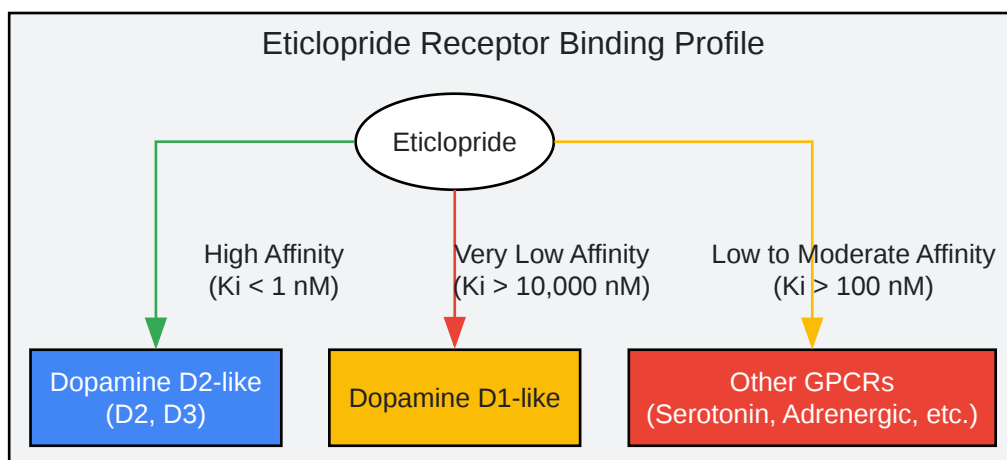 Eticlopride Receptor Binding Profile
Eticlopride
High Affinity
(Ki < 1 nM)
Very Low Affinity
(Ki > 10,000 nM)
Low to Moderate Affinity
(Ki > 100 nM)
Dopamine D2-like
(D2, D3)
Dopamine D1-like
Other GPCRs
(Serotonin, Adrenergic, etc.)